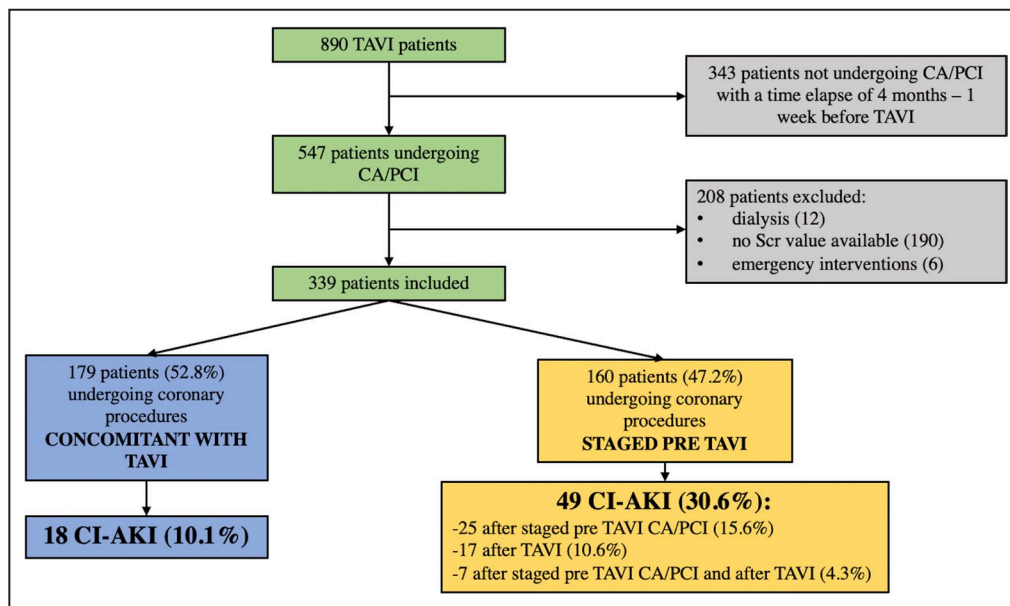 890 TAVI patients
343 patients not undergoing CA/PCI
with a time elapse of 4 months – 1
week before TAVI
547 patients undergoing
CA/PCI
208 patients excluded:
• dialysis (12)
• no Scr value available (190)
• emergency interventions (6)
339 patients included
179 patients (52.8%)
undergoing coronary
procedures
CONCOMITANT WITH
TAVI
160 patients (47.2%)
undergoing coronary
procedures
STAGED PRE TAVI
18 CI-AKI (10.1%)
49 CI-AKI (30.6%):
-25 after staged pre TAVI CA/PCI (15.6%)
-17 after TAVI (10.6%)
-7 after staged pre TAVI CA/PCI and after TAVI (4.3%)